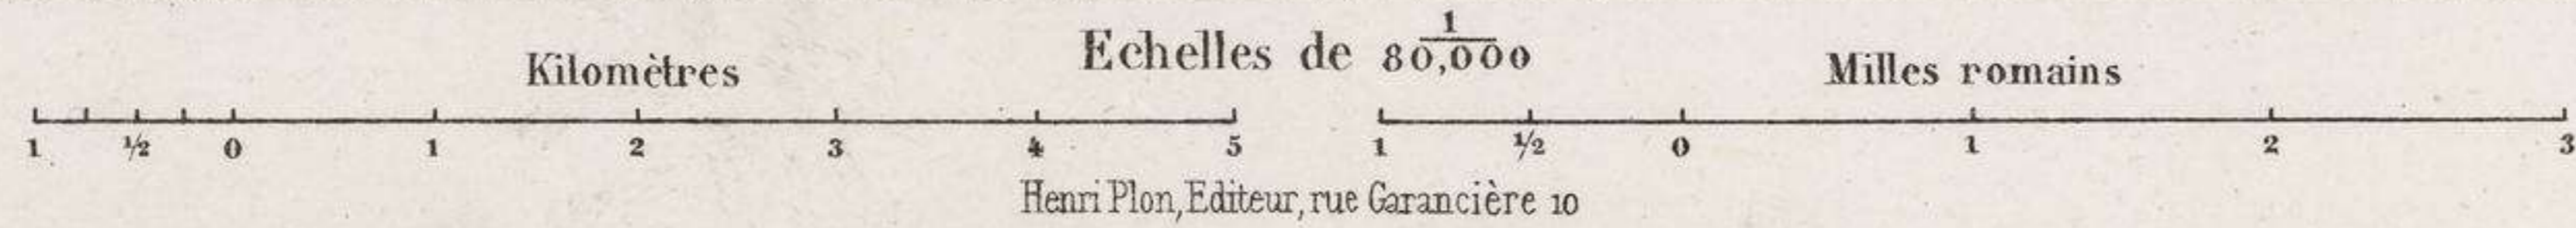 Echelles de 1/80,000
Kilomètres
Milles romains
1 ½ 0 1 2 3 4 5
1 ½ 0 1 2 3
Henri Plon, Editeur, rue Garancière 10